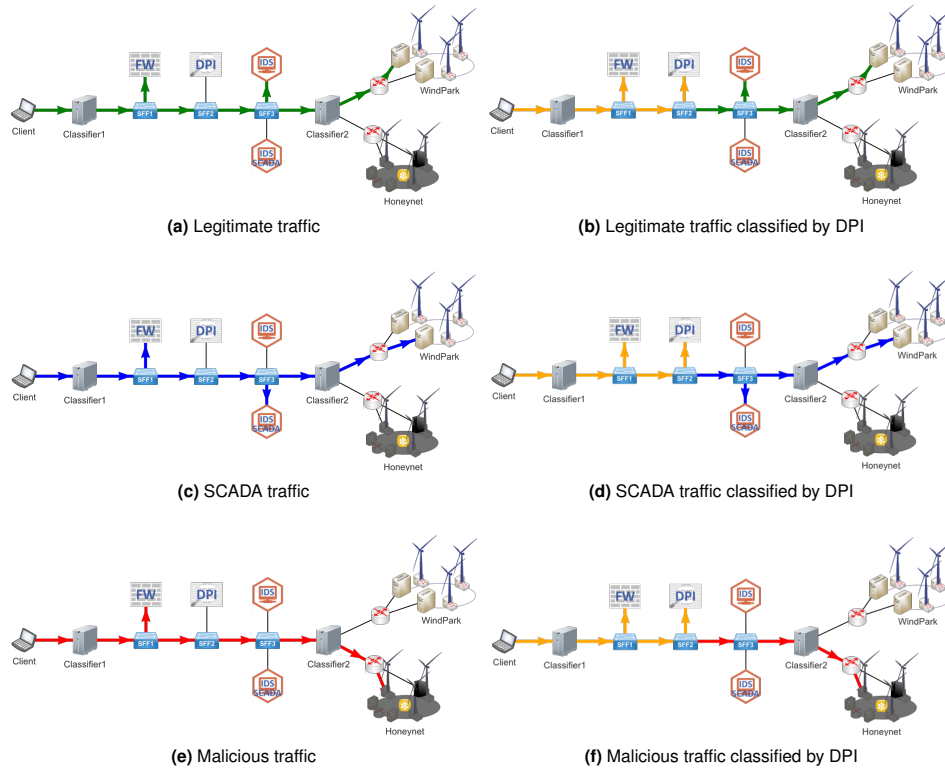 FW DPI IDS
WindPark
Client Classifier1 SFF1 SFF2 SFF3 Classifier2
IDS
SCADA
Honeynet
(a) Legitimate traffic
FW DPI IDS
WindPark
Client Classifier1 SFF1 SFF2 SFF3 Classifier2
IDS
SCADA
Honeynet
(b) Legitimate traffic classified by DPI
FW DPI IDS
WindPark
Client Classifier1 SFF1 SFF2 SFF3 Classifier2
IDS
SCADA
Honeynet
(c) SCADA traffic
FW DPI IDS
WindPark
Client Classifier1 SFF1 SFF2 SFF3 Classifier2
IDS
SCADA
Honeynet
(d) SCADA traffic classified by DPI
FW DPI IDS
WindPark
Client Classifier1 SFF1 SFF2 SFF3 Classifier2
IDS
SCADA
Honeynet
(e) Malicious traffic
FW DPI IDS
WindPark
Client Classifier1 SFF1 SFF2 SFF3 Classifier2
IDS
SCADA
Honeynet
(f) Malicious traffic classified by DPI